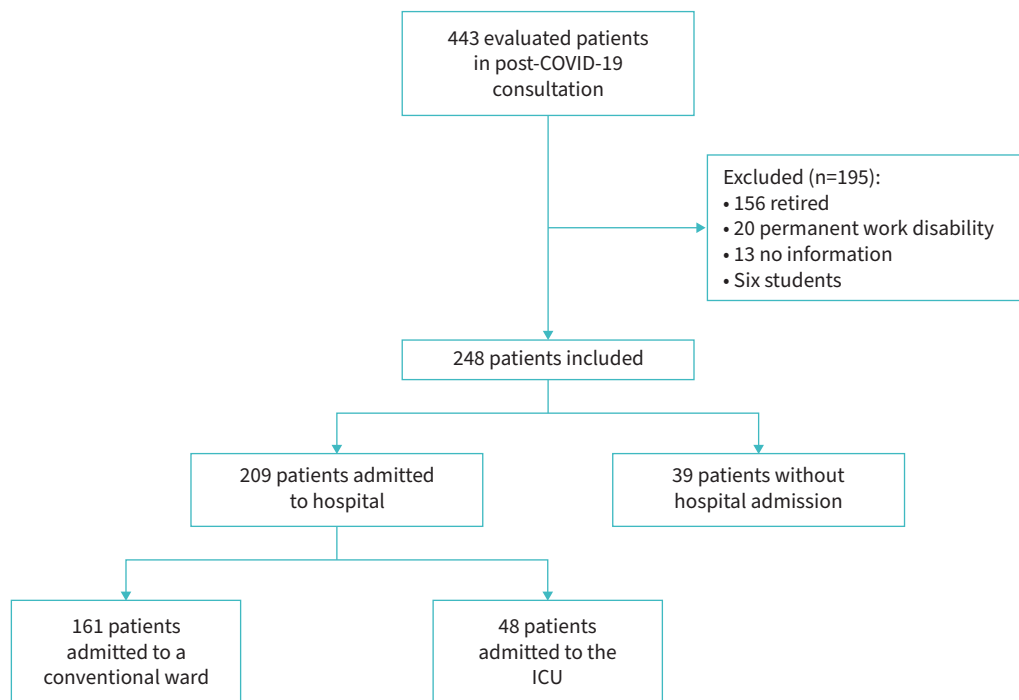 443 evaluated patients
in post-COVID-19
consultation
Excluded (n=195):
• 156 retired
• 20 permanent work disability
• 13 no information
• Six students
248 patients included
209 patients admitted
to hospital
39 patients without
hospital admission
161 patients
admitted to a
conventional ward
48 patients
admitted to the
ICU